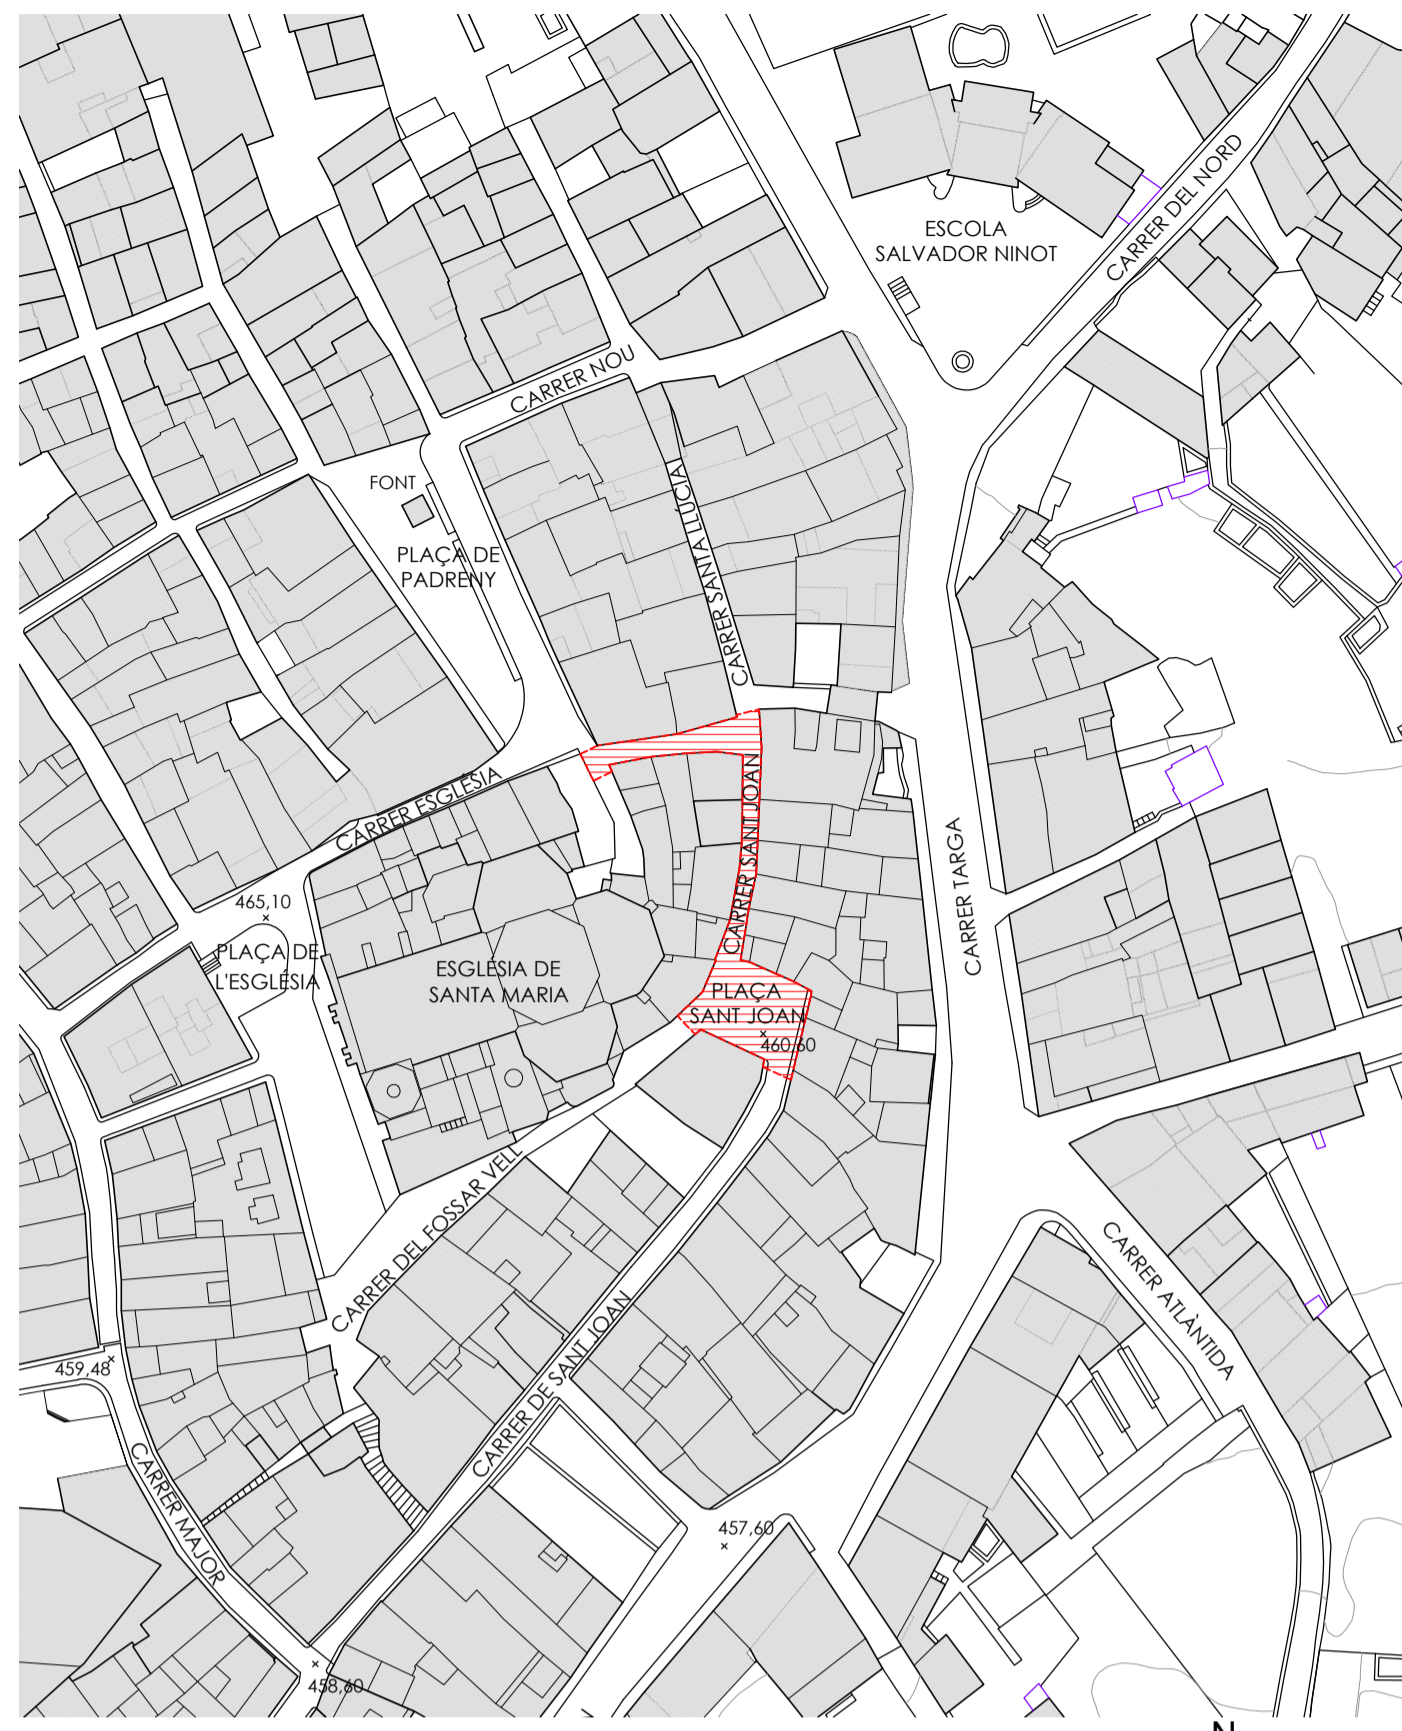 CARRER DEL NORD
ESCOLA
SALVADOR NINOT
CARRER NOU
FONT
PLAÇA DE
PADRENY
CARRER SANTA LLÚCIA
CARRER ESGLÉSIA
CARRER SANT JOAN
CARRER TARGA
465,10
PLAÇA DE
L'ESGLÉSIA
ESGLÉSIA DE
SANTA MARIA
PLAÇA
SANT JOAN
460,60
CARRER DEL FOSSAR VELL
CARRER ATLÀNTIDA
CARRER DE SANT JOAN
459,48
CARRER MAJOR
457,60
458,60
N